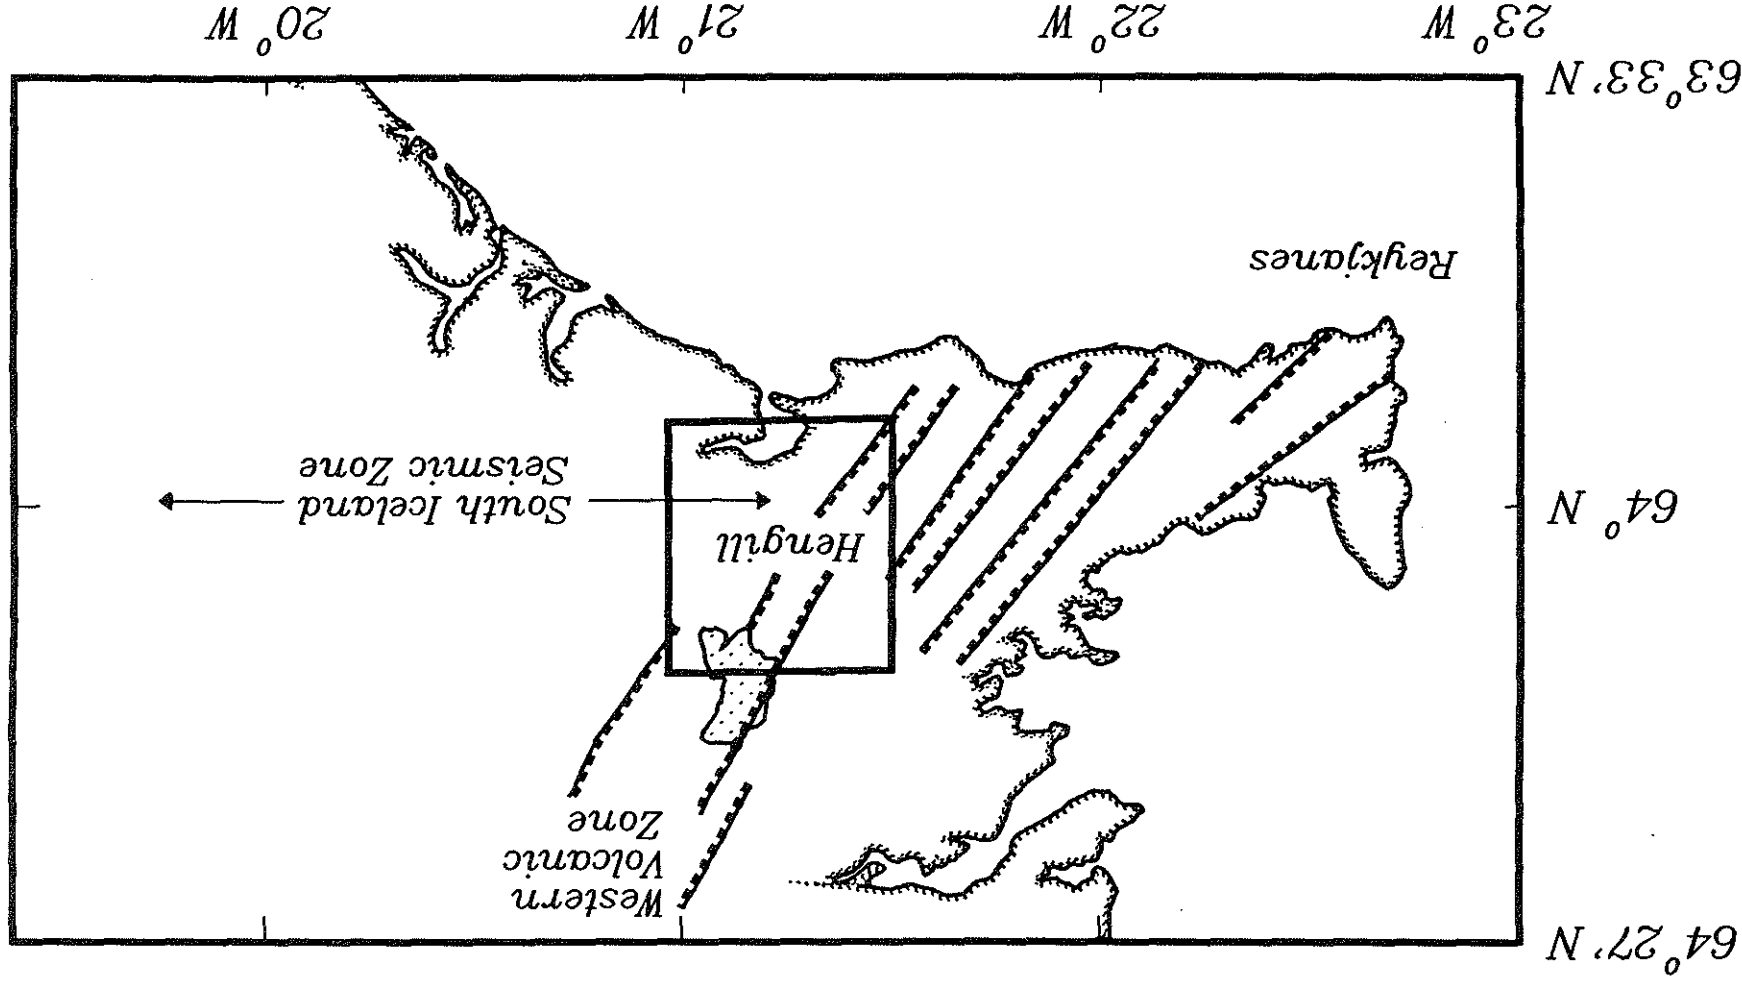 64° 27' N
Western
Volcanic
Zone
Hengill
64° N
South Iceland
Seismic Zone
Reykjanes
63° 33' N
23° W
22° W
21° W
20° W